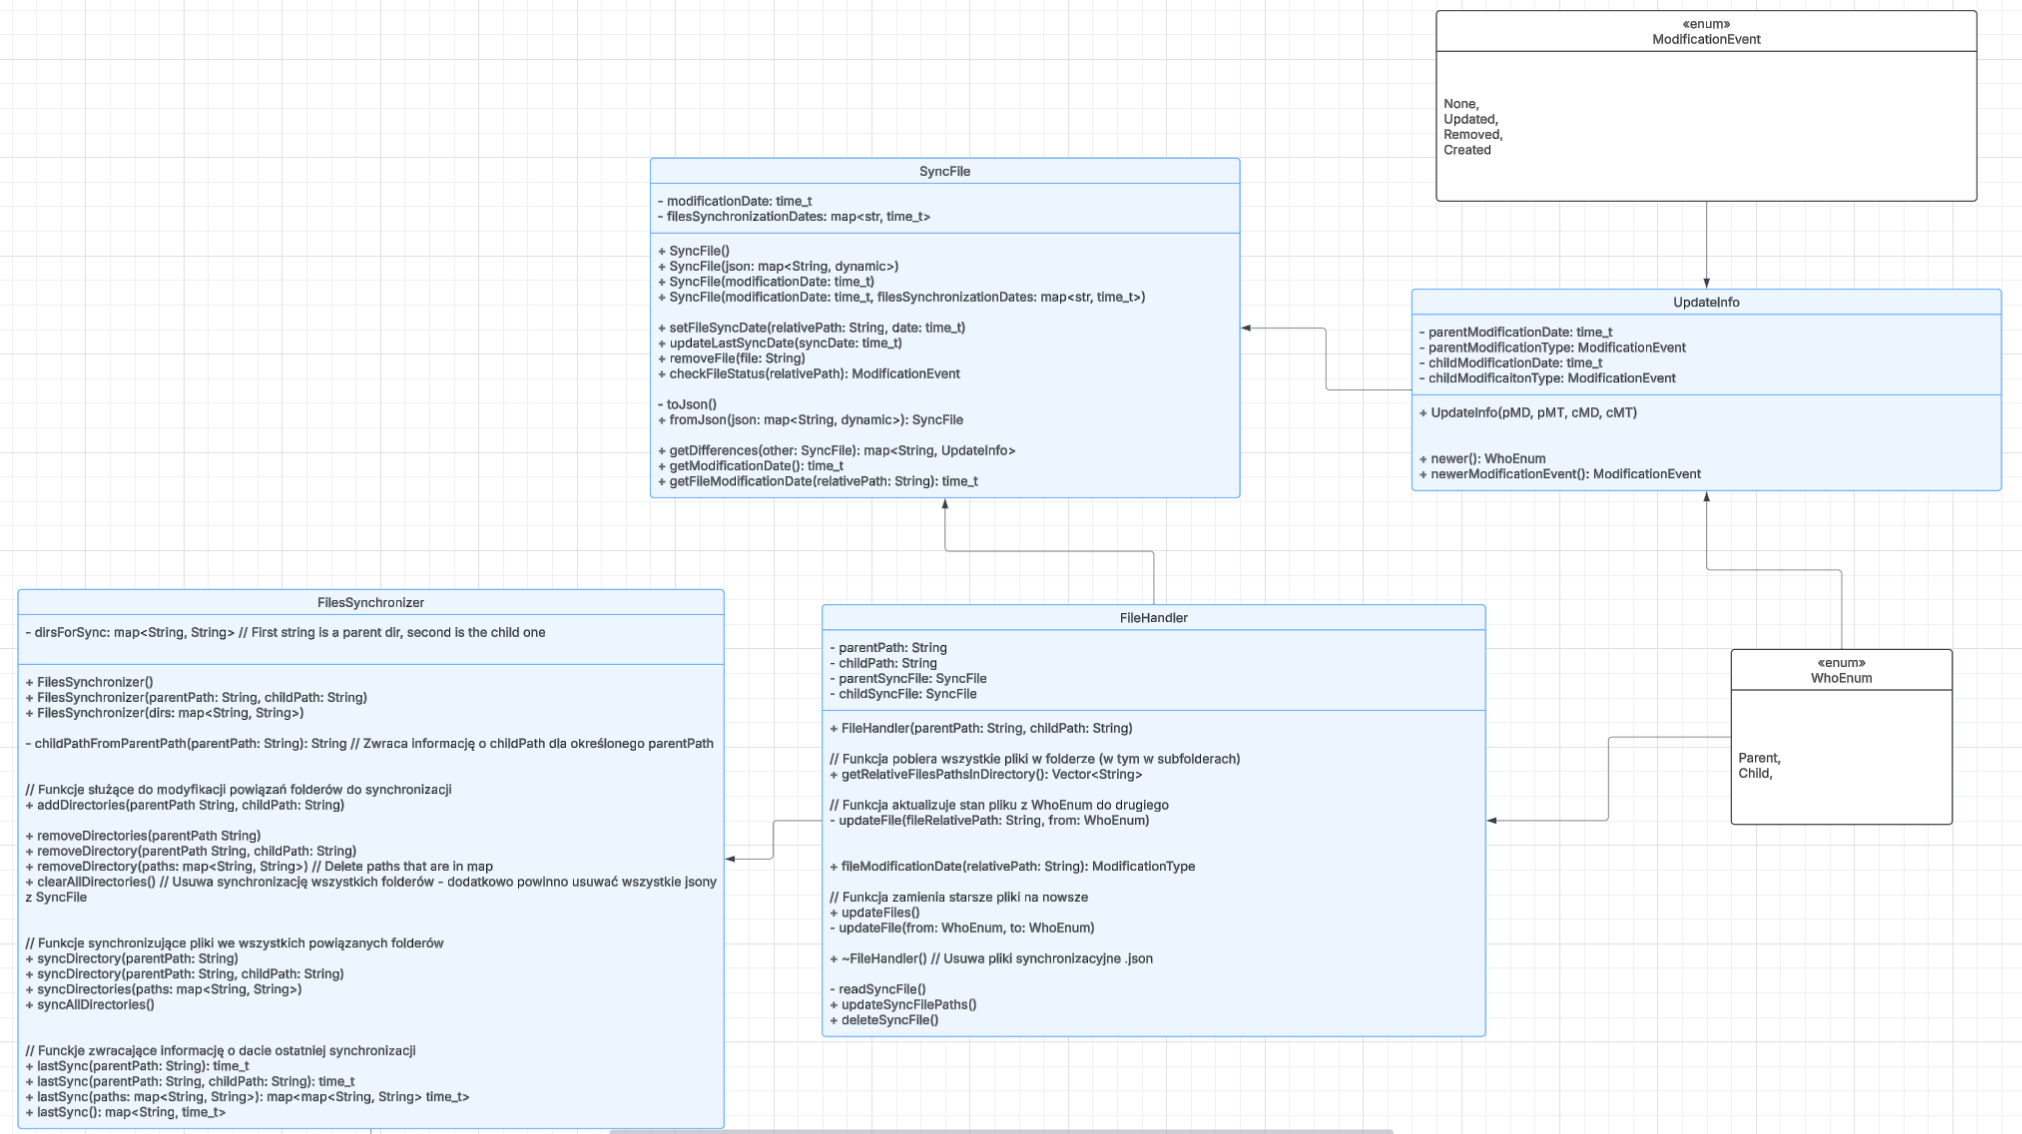 «enum»
ModificationEvent
None,
Updated,
Removed,
Created
SyncFile
- modificationDate: time_t
- filesSynchronizationDates: map<str, time_t>
+ SyncFile()
+ SyncFile(json: map<String, dynamic>)
+ SyncFile(modificationDate: time_t)
+ SyncFile(modificationDate: time_t, filesSynchronizationDates: map<str, time_t>)
+ setFileSyncDate(relativePath: String, date: time_t)
+ updateLastSyncDate(syncDate: time_t)
+ removeFile(file: String)
+ checkFileStatus(relativePath): ModificationEvent
- toJson()
+ fromJson(json: map<String, dynamic>): SyncFile
+ getDifferences(other: SyncFile): map<String, UpdateInfo>
+ getModificationDate(): time_t
+ getFileModificationDate(relativePath: String): time_t
UpdateInfo
- parentModificationDate: time_t
- parentModificationType: ModificationEvent
- childModificationDate: time_t
- childModificaitonType: ModificationEvent
+ UpdateInfo(pMD, pMT, cMD, cMT)
+ newer(): WhoEnum
+ newerModificationEvent(): ModificationEvent
FilesSynchronizer
- dirsForSync: map<String, String> // First string is a parent dir, second is the child one
+ FilesSynchronizer()
+ FilesSynchronizer(parentPath: String, childPath: String)
+ FilesSynchronizer(dirs: map<String, String>)
- childPathFromParentPath(parentPath: String): String // Zwraca informację o childPath dla określonego parentPath
// Funkcje służące do modyfikacji powiązań folderów do synchronizacji
+ addDirectories(parentPath String, childPath: String)
+ removeDirectories(parentPath String)
+ removeDirectory(parentPath String, childPath: String)
+ removeDirectory(paths: map<String, String>) // Delete paths that are in map
+ clearAllDirectories() // Usuwa synchronizację wszystkich folderów - dodatkowo powinno usuwać wszystkie jsony
z SyncFile
// Funkcje synchronizujące pliki we wszystkich powiązanych folderów
+ syncDirectory(parentPath: String)
+ syncDirectory(parentPath: String, childPath: String)
+ syncDirectories(paths: map<String, String>)
+ syncAllDirectories()
// Funckje zwracające informację o dacie ostatniej synchronizacji
+ lastSync(parentPath: String): time_t
+ lastSync(parentPath: String, childPath: String): time_t
+ lastSync(paths: map<String, String>): map<map<String, String> time_t>
+ lastSync(): map<String, time_t>
FileHandler
- parentPath: String
- childPath: String
- parentSyncFile: SyncFile
- childSyncFile: SyncFile
+ FileHandler(parentPath: String, childPath: String)
// Funkcja pobiera wszystkie pliki w folderze (w tym w subfolderach)
+ getRelativeFilesPathsInDirectory(): Vector<String>
// Funkcja aktualizuje stan pliku z WhoEnum do drugiego
- updateFile(fileRelativePath: String, from: WhoEnum)
+ fileModificationDate(relativePath: String): ModificationType
// Funkcja zamienia starsze pliki na nowsze
+ updateFiles()
- updateFile(from: WhoEnum, to: WhoEnum)
+ ~FileHandler() // Usuwa pliki synchronizacyjne .json
- readSyncFile()
+ updateSyncFilePaths()
+ deleteSyncFile()
«enum»
WhoEnum
Parent,
Child,